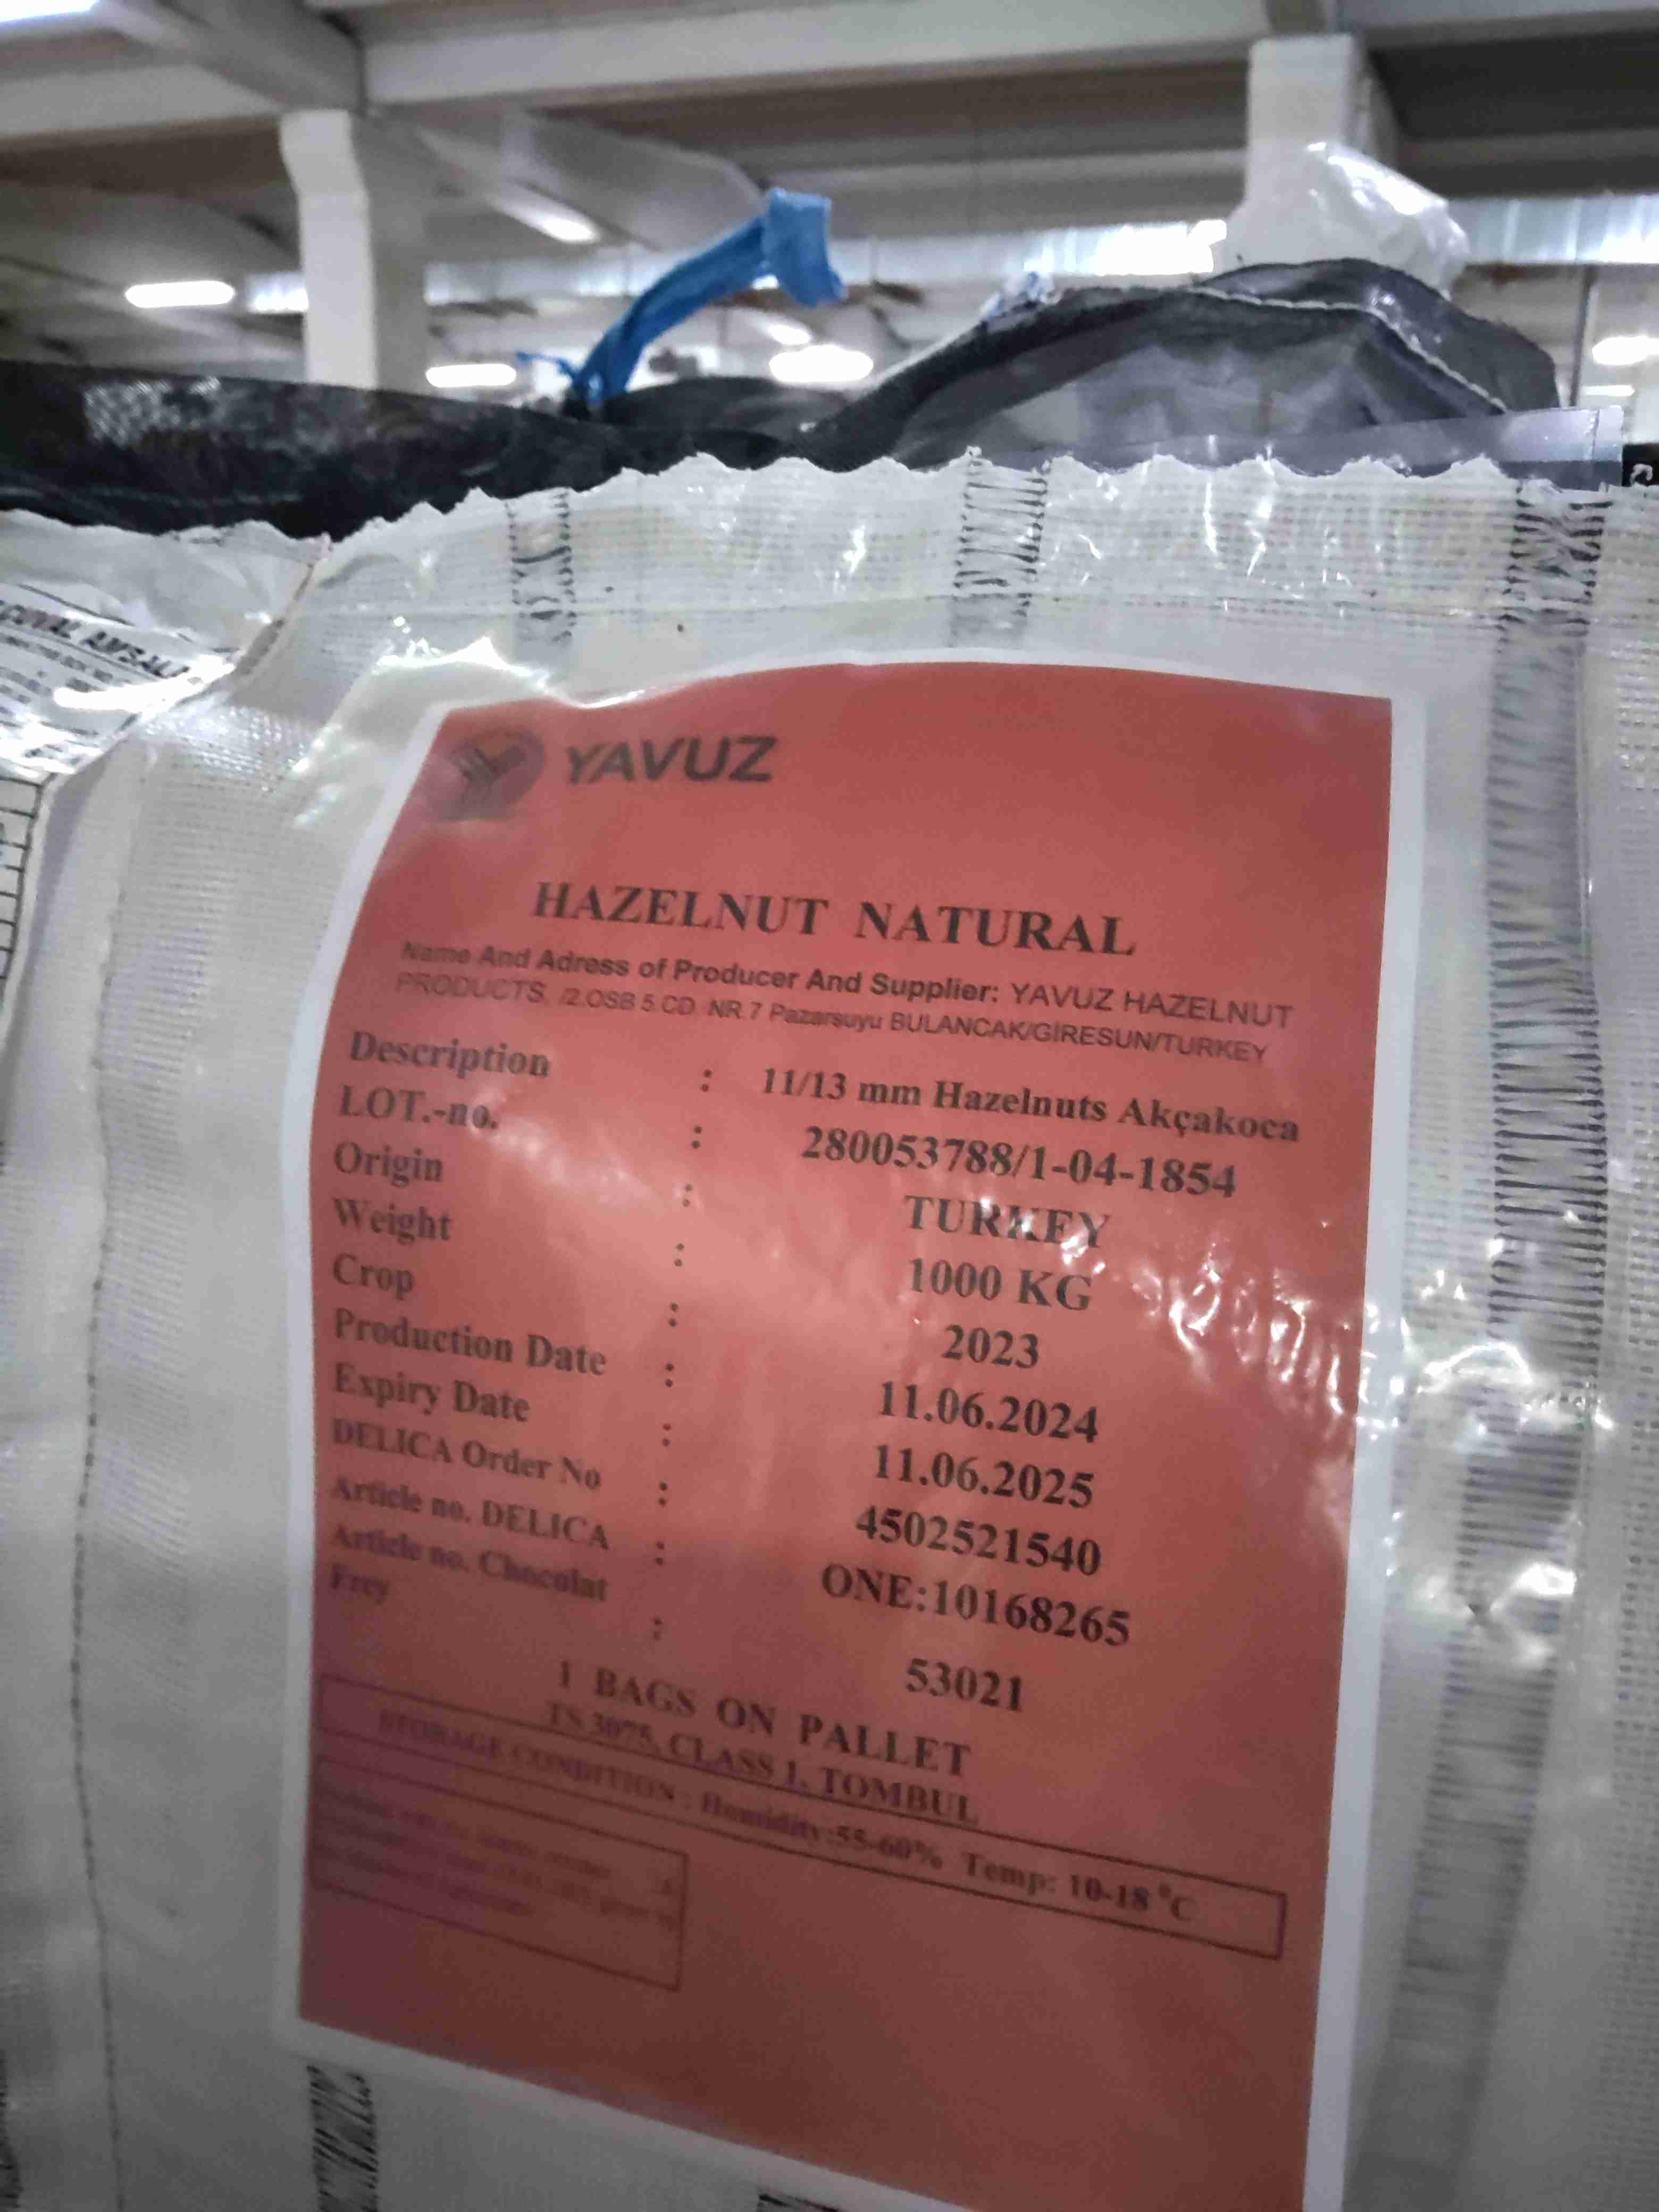 YAVUZ
HAZELNUT NATURAL
Name And Adress of Producer And Supplier: YAVUZ HAZELNUT
PRODUCTS, /2.OSB 5.CD NR.7 Pazarsuyu BULANCAK/GİRESUN/TURKEY
Description : 11/13 mm Hazelnuts Akçakoca
LOT.-no. : 280053788/1-04-1854
Origin : TURKEY
Weight : 1000 KG
Crop : 2023
Production Date : 11.06.2024
Expiry Date : 11.06.2025
DELICA Order No : 4502521540
Article no. DELICA : ONE:10168265
Article no. Chocolat
Frey : 53021
1 BAGS ON PALLET
TS 3075, CLASS 1, TOMBUL
STORAGE CONDITION : Humidity:55-60% Temp: 10-18 °C